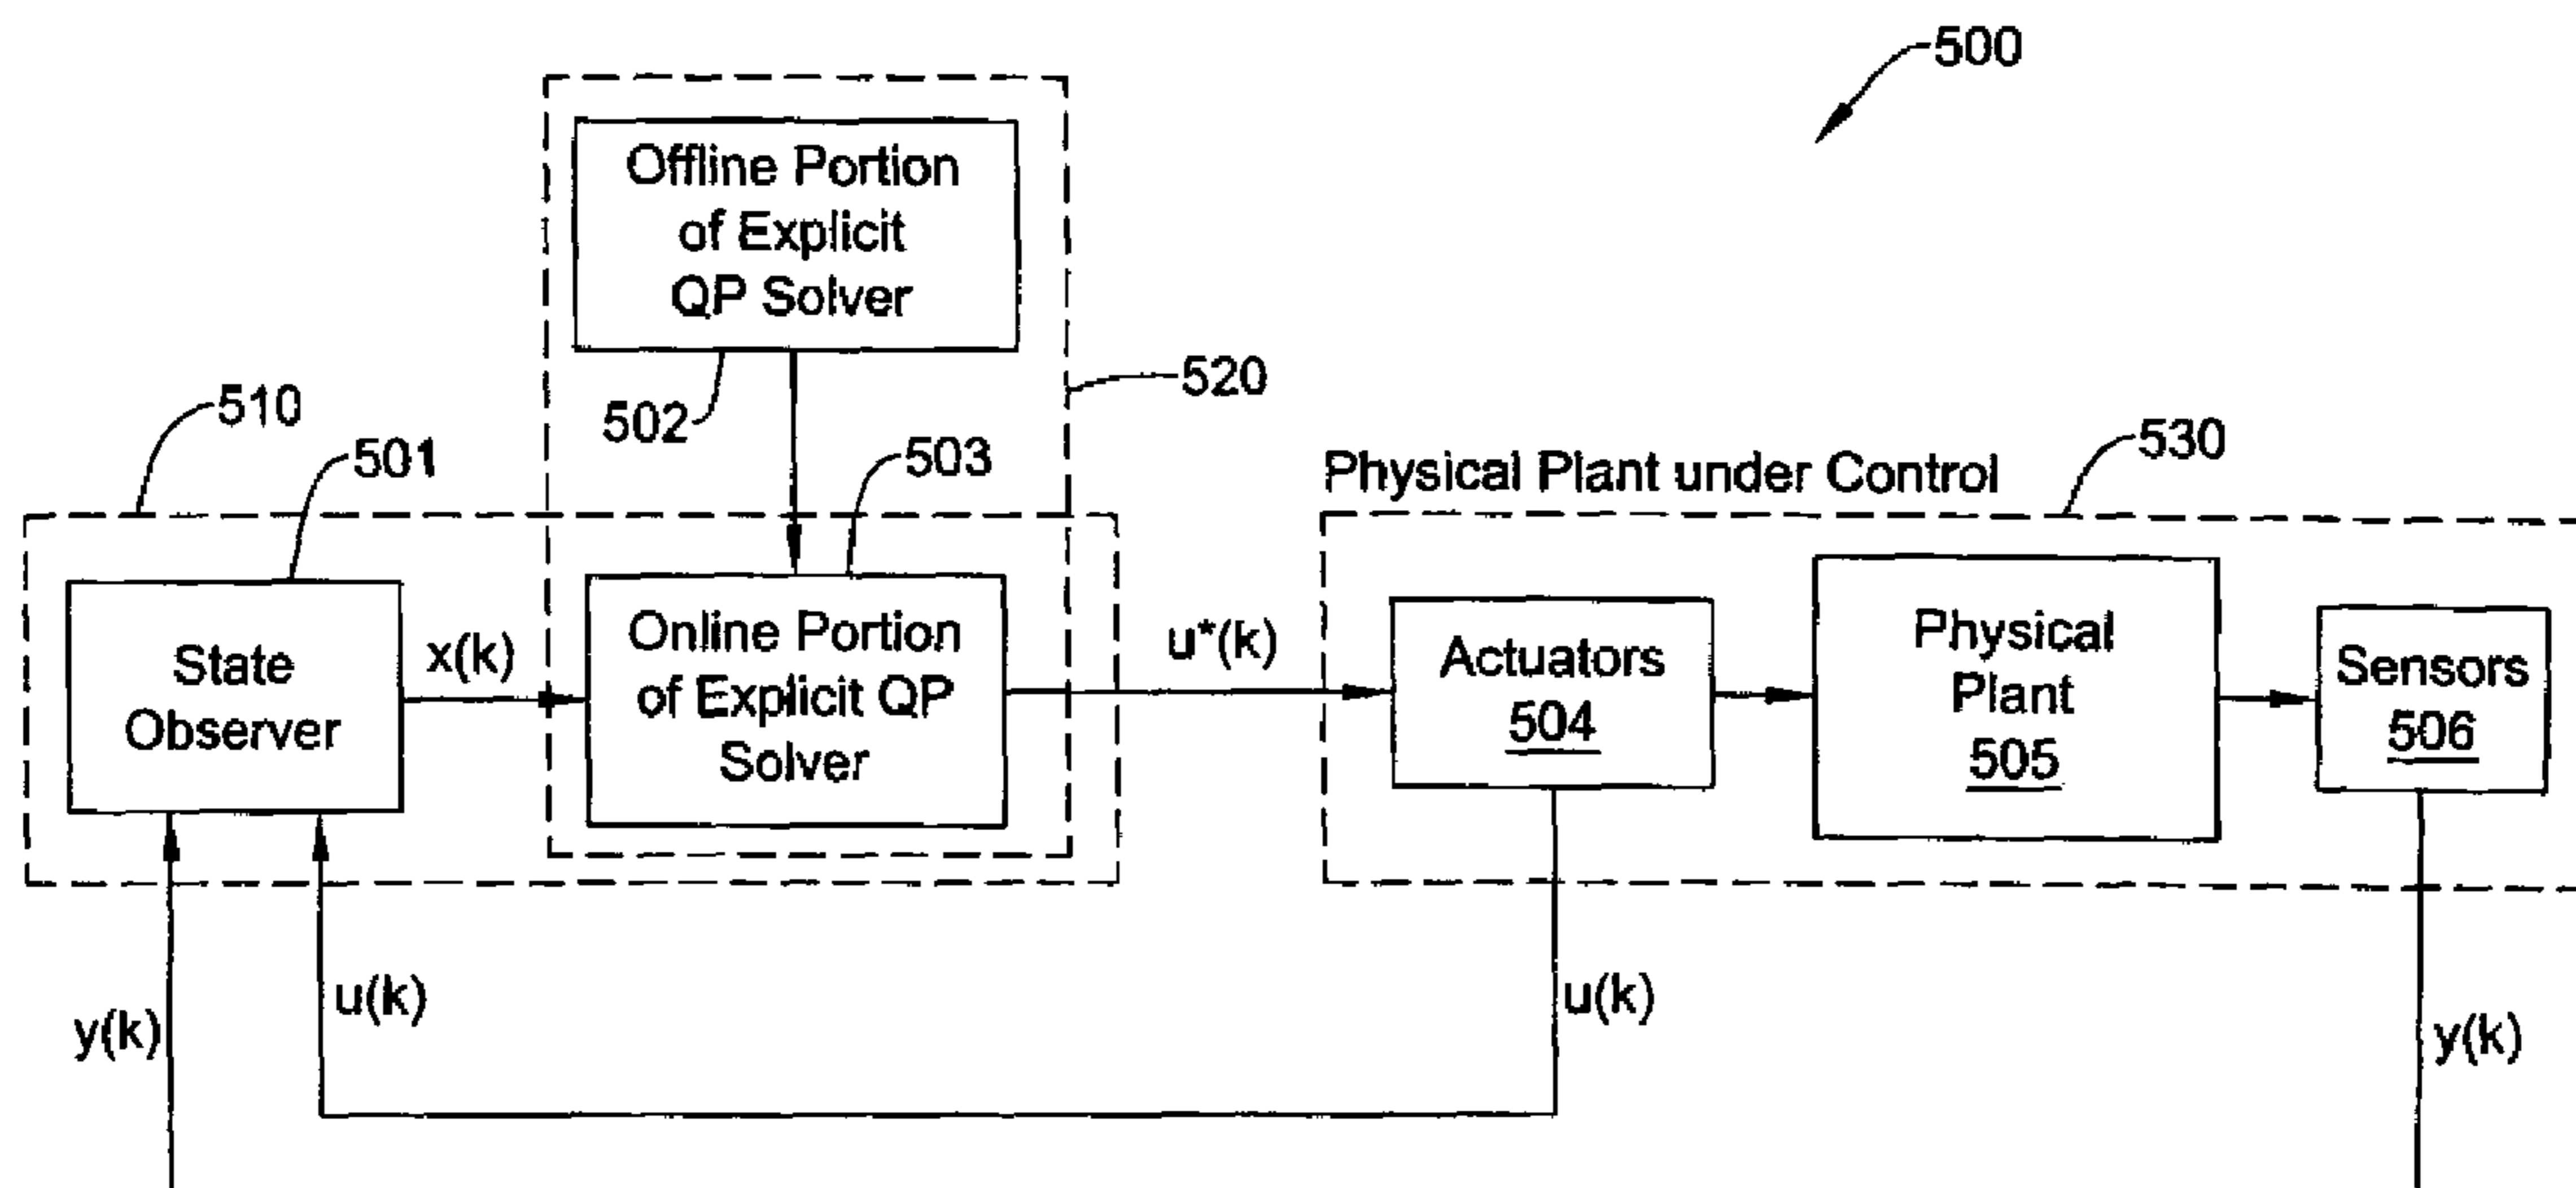 500
Offline Portion
of Explicit
QP Solver
502
520
510
501
503
Physical Plant under Control
530
State
Observer
x(k)
Online Portion
of Explicit QP
Solver
u*(k)
Actuators
504
Physical
Plant
505
Sensors
506
y(k)
u(k)
u(k)
y(k)